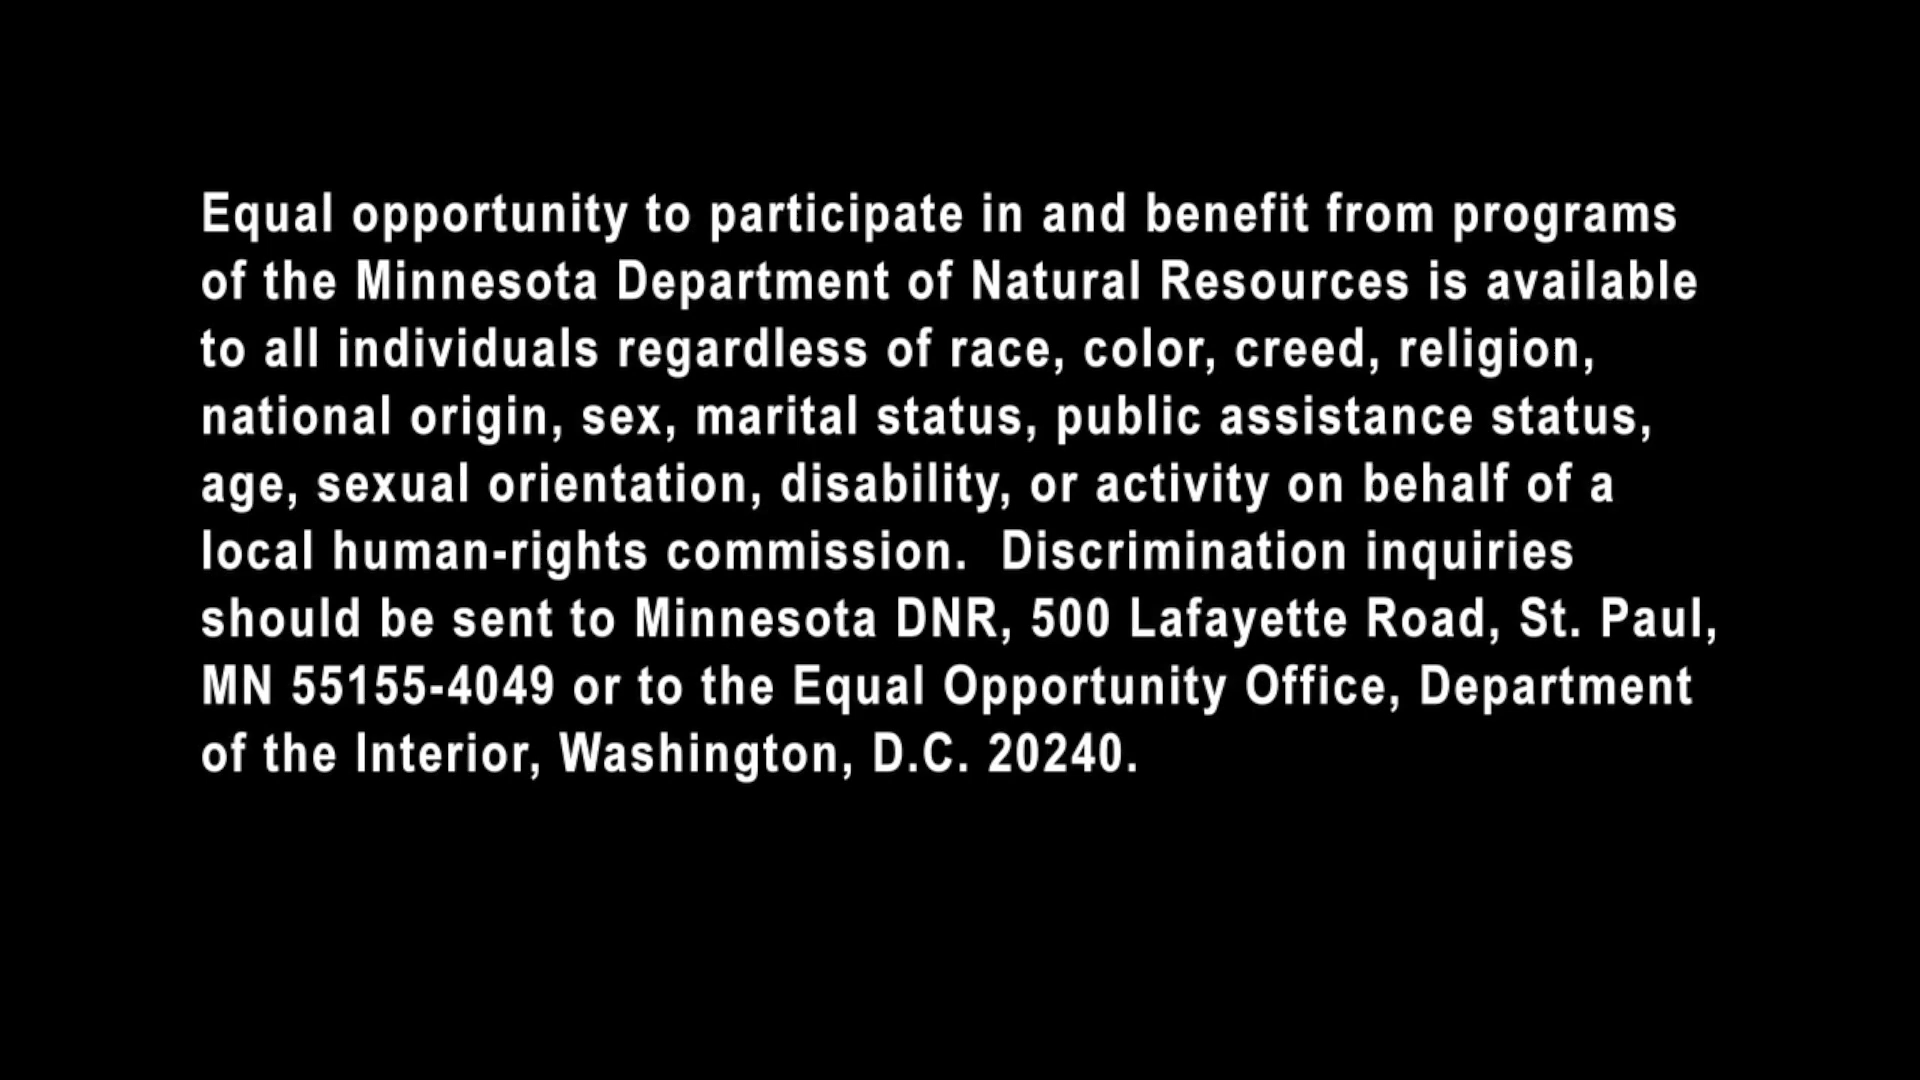 Equal opportunity to participate in and benefit from programs
of the Minnesota Department of Natural Resources is available
to all individuals regardless of race, color, creed, religion,
national origin, sex, marital status, public assistance status,
age, sexual orientation, disability, or activity on behalf of a
local human-rights commission.  Discrimination inquiries
should be sent to Minnesota DNR, 500 Lafayette Road, St. Paul,
MN 55155-4049 or to the Equal Opportunity Office, Department
of the Interior, Washington, D.C. 20240.